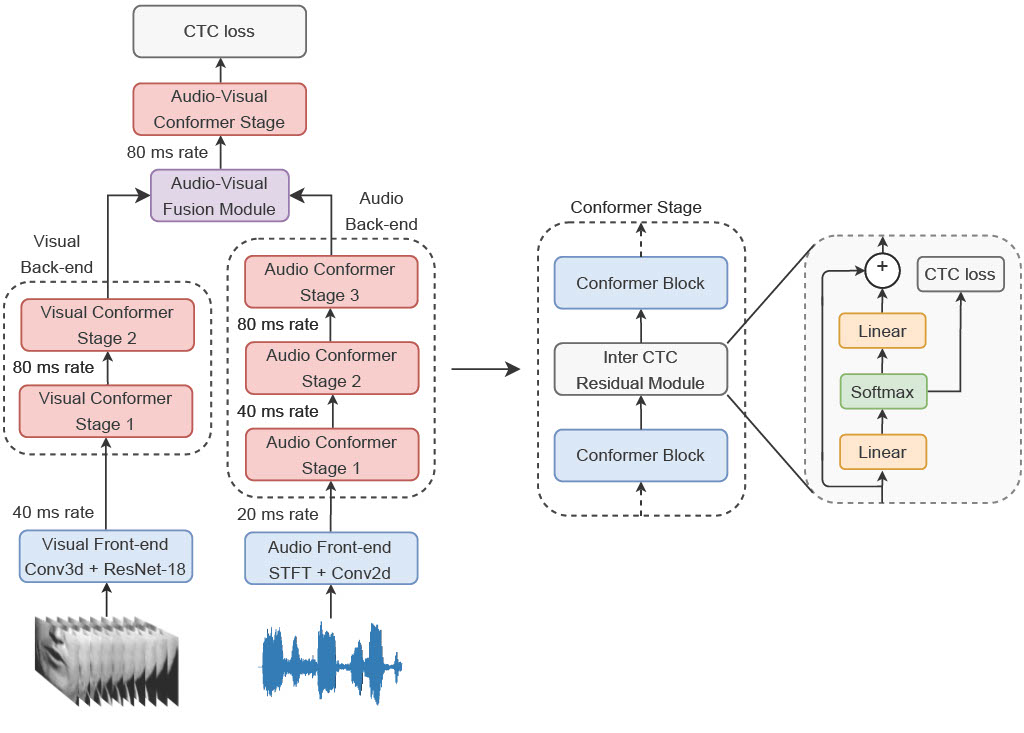 CTC loss
Audio-Visual
Conformer Stage
80 ms rate
Audio-Visual
Fusion Module
Visual
Back-end
Audio
Back-end
Visual Conformer
Stage 2
80 ms rate
Visual Conformer
Stage 1
40 ms rate
Visual Front-end
Conv3d + ResNet-18
Audio Conformer
Stage 3
80 ms rate
Audio Conformer
Stage 2
40 ms rate
Audio Conformer
Stage 1
20 ms rate
Audio Front-end
STFT + Conv2d
Conformer Stage
Conformer Block
Inter CTC
Residual Module
Conformer Block
+
CTC loss
Linear
Softmax
Linear